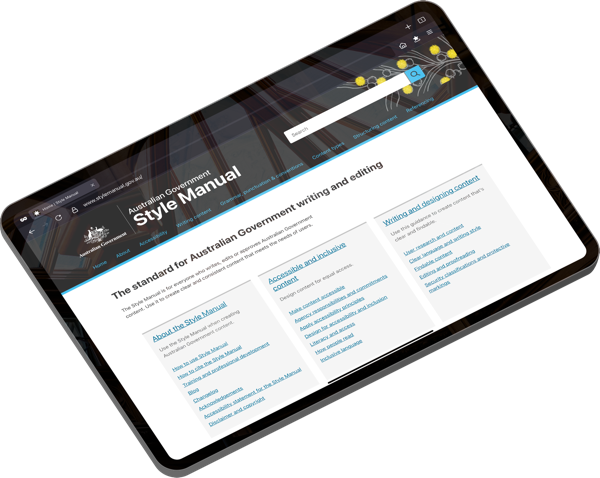 Home | Style Manual
www.stylemanual.gov.au
Australian Government
Australian Government
Style Manual
Search
Home
About
Accessibility
Writing content
Grammar, punctuation & conventions
Content types
Structuring content
Referencing
The standard for Australian Government writing and editing
The Style Manual is for everyone who writes, edits or approves Australian Government
content. Use it to create clear and consistent content that meets the needs of users.
About the Style Manual
Use the Style Manual when creating
Australian Government content.
How to use Style Manual
How to cite the Style Manual
Training and professional development
Blog
Changelog
Acknowledgements
Accessibility statement for the Style Manual
Disclaimer and copyright
Accessible and inclusive
content
Design content for equal access.
Make content accessible
Agency responsibilities and commitments
Apply accessibility principles
Design for accessibility and inclusion
Literacy and access
How people read
Inclusive language
Writing and designing content
Use this guidance to create content that's
clear and findable.
User research and content
Clear language and writing style
Findable content
Editing and proofreading
Security classifications and protective
markings